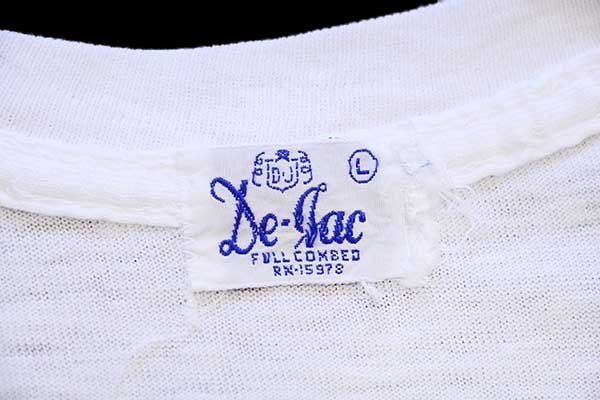 DJ
L
De-Jac
FULL COMBED
RN-15978